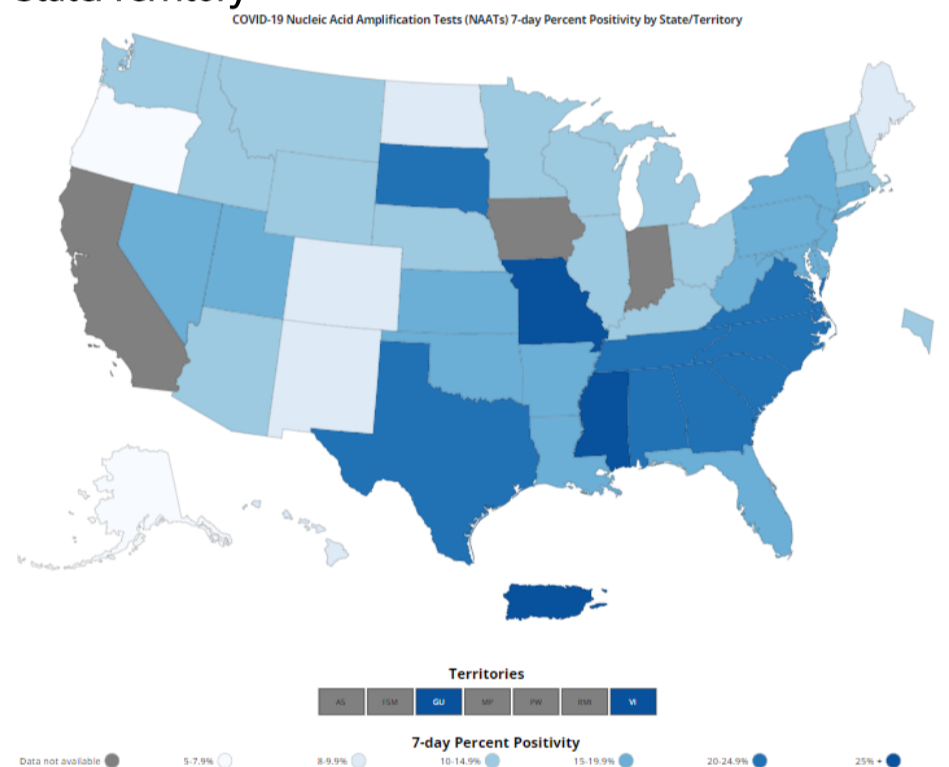 State/Territory
COVID-19 Nucleic Acid Amplification Tests (NAATs) 7-day Percent Positivity by State/Territory
Territories
AS FSM GU MP PW RMI VI
7-day Percent Positivity
Data not available 5-7.9% 8-9.9% 10-14.9% 15-19.9% 20-24.9% 25% +